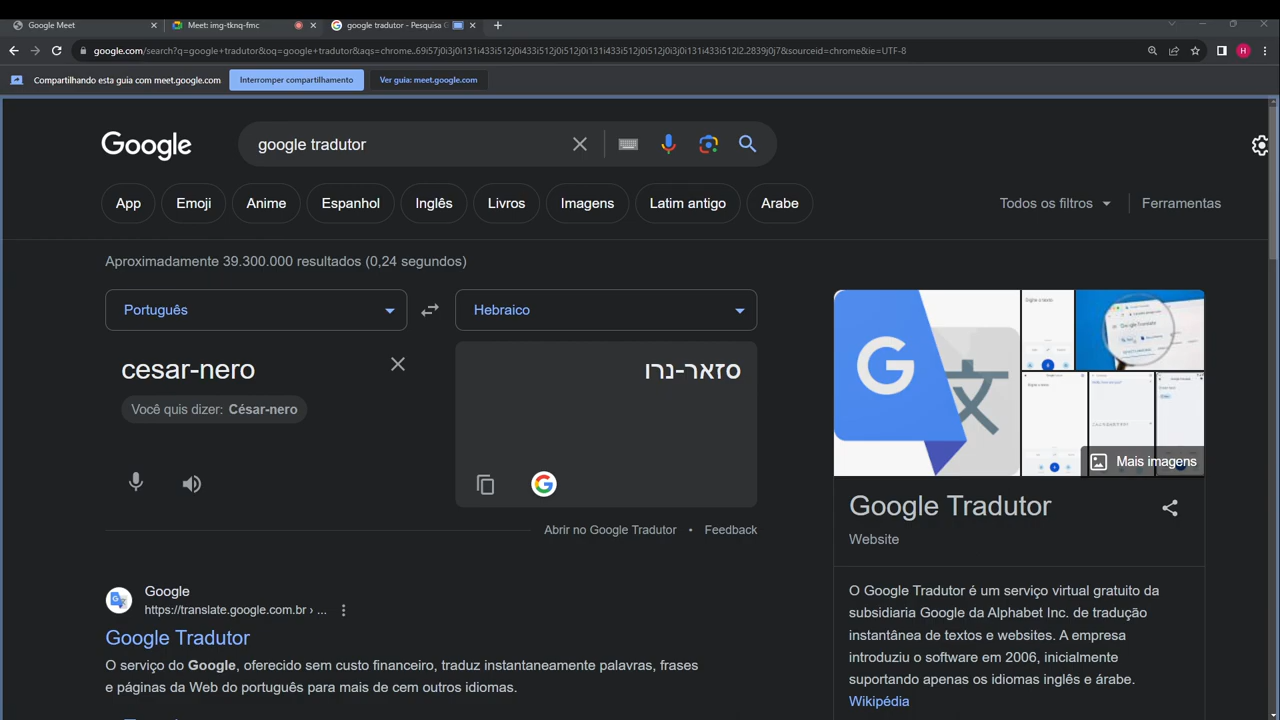 Google Meet
Meet: img-tknq-fmc
google tradutor - Pesquisa G
google.com/search?q=google+tradutor&oq=google+tradutor&aqs=chrome..69i57j0i3j0i131i433i512j0i433i512j0i512j0i131i433i512j0i512j0i3j0i131i433i512l2.2839j0j7&sourceid=chrome&ie=UTF-8
H
Compartilhando esta guia com meet.google.com
Interromper compartilhamento
Ver guia: meet.google.com
Google
google tradutor
App
Emoji
Anime
Espanhol
Inglês
Livros
Imagens
Latim antigo
Arabe
Todos os filtros
Ferramentas
Aproximadamente 39.300.000 resultados (0,24 segundos)
Português
Hebraico
cesar-nero
סזאר-נרו
Você quis dizer: César-nero
Abrir no Google Tradutor • Feedback
Google
https://translate.google.com.br › ...
Google Tradutor
O serviço do Google, oferecido sem custo financeiro, traduz instantaneamente palavras, frases
e páginas da Web do português para mais de cem outros idiomas.
G
文
Mais imagens
Google Tradutor
Website
O Google Tradutor é um serviço virtual gratuito da
subsidiaria Google da Alphabet Inc. de tradução
instantânea de textos e websites. A empresa
introduziu o software em 2006, inicialmente
suportando apenas os idiomas inglês e árabe.
Wikipédia